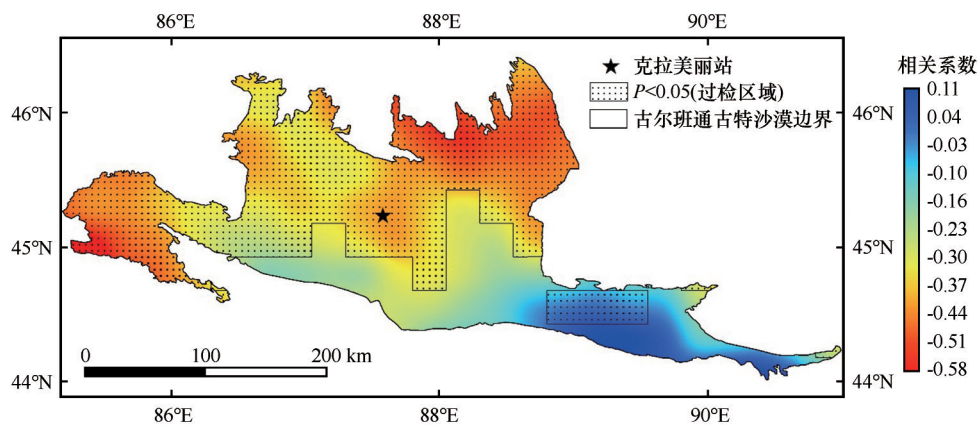 86°E 88°E 90°E
46°N
45°N
44°N
46°N
45°N
44°N
86°E 88°E 90°E
克拉美丽站
P<0.05(过检区域)
古尔班通古特沙漠边界
0 100 200 km
相关系数
0.11
0.04
-0.03
-0.10
-0.16
-0.23
-0.30
-0.37
-0.44
-0.51
-0.58